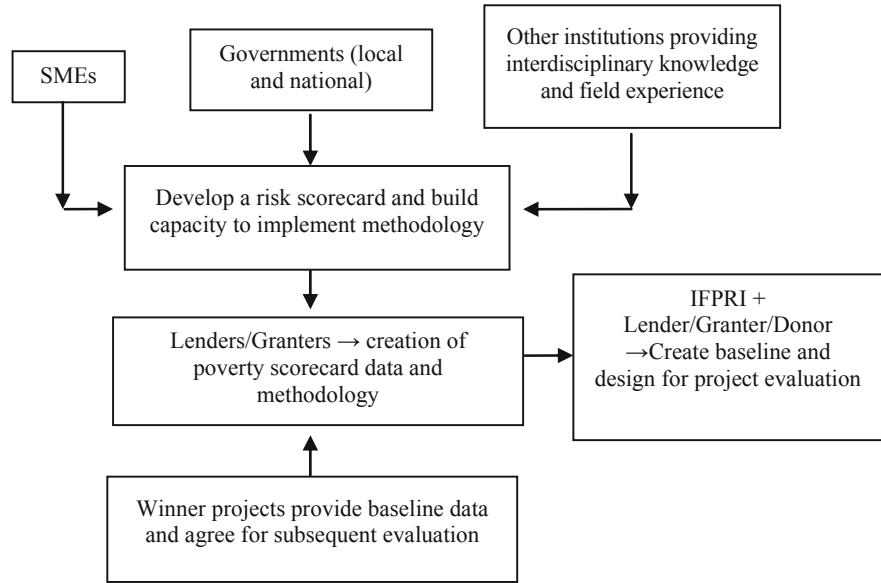 SMEs
Governments (local
and national)
Other institutions providing
interdisciplinary knowledge
and field experience
Develop a risk scorecard and build
capacity to implement methodology
Lenders/Granters → creation of
poverty scorecard data and
methodology
IFPRI +
Lender/Granter/Donor
→Create baseline and
design for project evaluation
Winner projects provide baseline data
and agree for subsequent evaluation